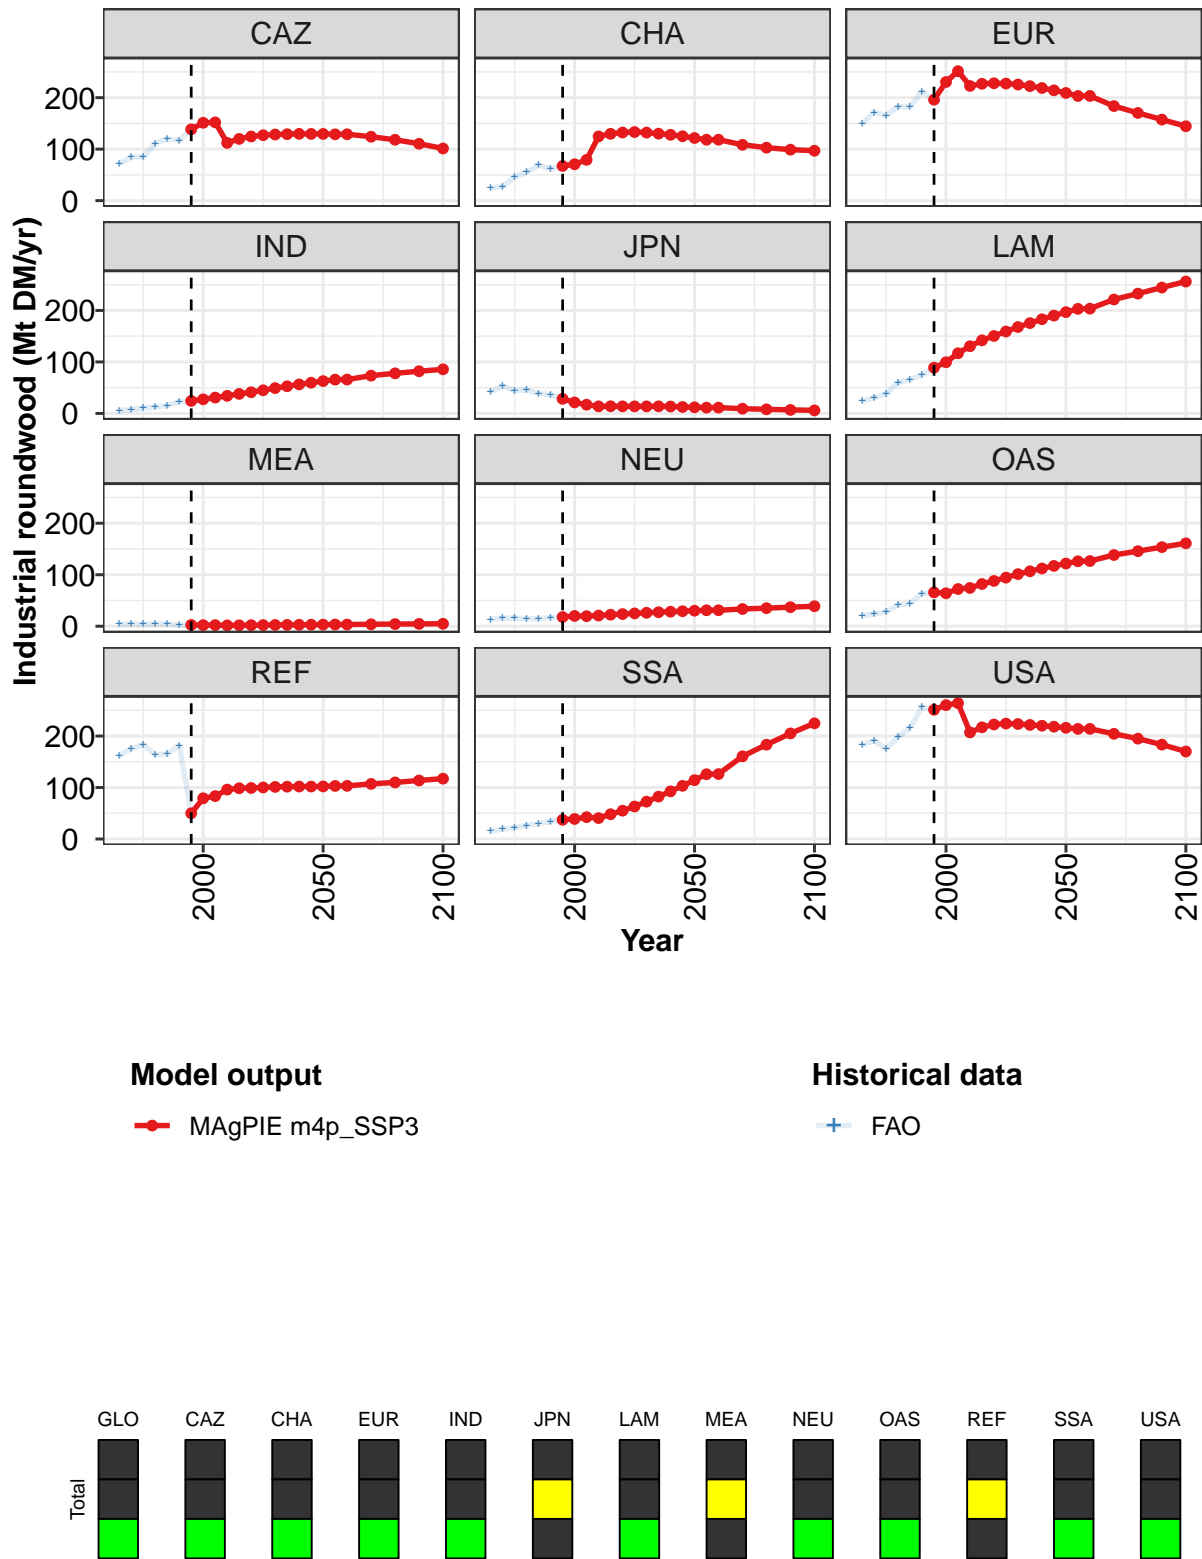 CAZ CHA EUR
200
100
0
IND JPN LAM
200
100
0
MEA NEU OAS
200
100
0
REF SSA USA
200
100
0
Industrial roundwood (Mt DM/yr)
2000 2050 2100 2000 2050 2100 2000 2050 2100
Year
Model output Historical data
MAgPIE m4p_SSP3 FAO
GLO CAZ CHA EUR IND JPN LAM MEA NEU OAS REF SSA USA
Total